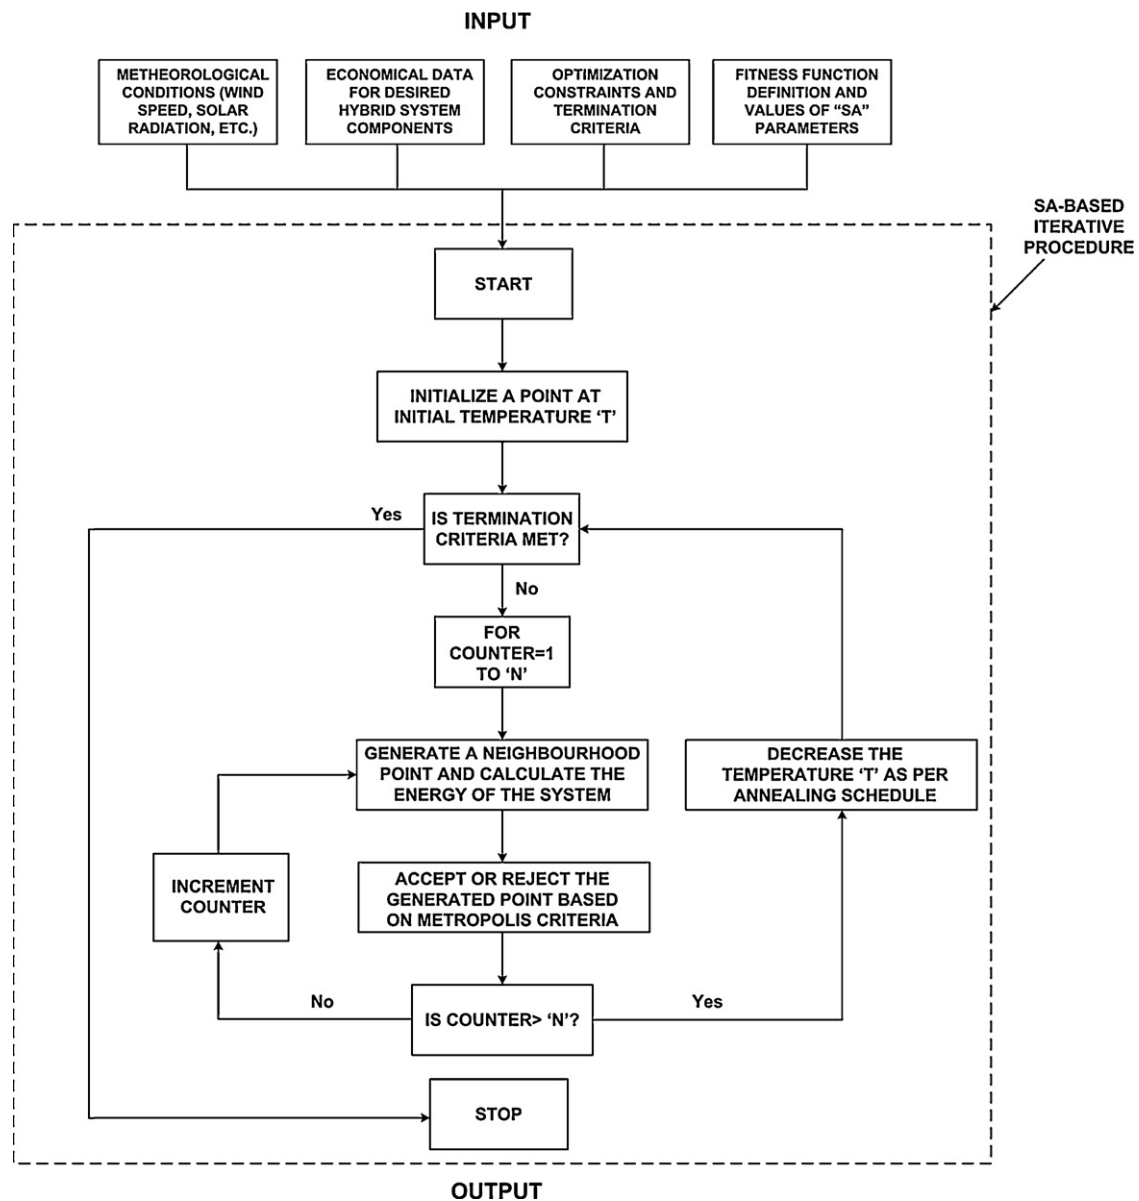 INPUT
METHEOROLOGICAL
CONDITIONS (WIND
SPEED, SOLAR
RADIATION, ETC.)
ECONOMICAL DATA
FOR DESIRED
HYBRID SYSTEM
COMPONENTS
OPTIMIZATION
CONSTRAINTS AND
TERMINATION
CRITERIA
FITNESS FUNCTION
DEFINITION AND
VALUES OF “SA”
PARAMETERS
SA-BASED
ITERATIVE
PROCEDURE
START
INITIALIZE A POINT AT
INITIAL TEMPERATURE ‘T’
Yes
IS TERMINATION
CRITERIA MET?
No
FOR
COUNTER=1
TO ‘N’
GENERATE A NEIGHBOURHOOD
POINT AND CALCULATE THE
ENERGY OF THE SYSTEM
DECREASE THE
TEMPERATURE ‘T’ AS PER
ANNEALING SCHEDULE
INCREMENT
COUNTER
ACCEPT OR REJECT THE
GENERATED POINT BASED
ON METROPOLIS CRITERIA
No
IS COUNTER> ‘N’?
Yes
STOP
OUTPUT